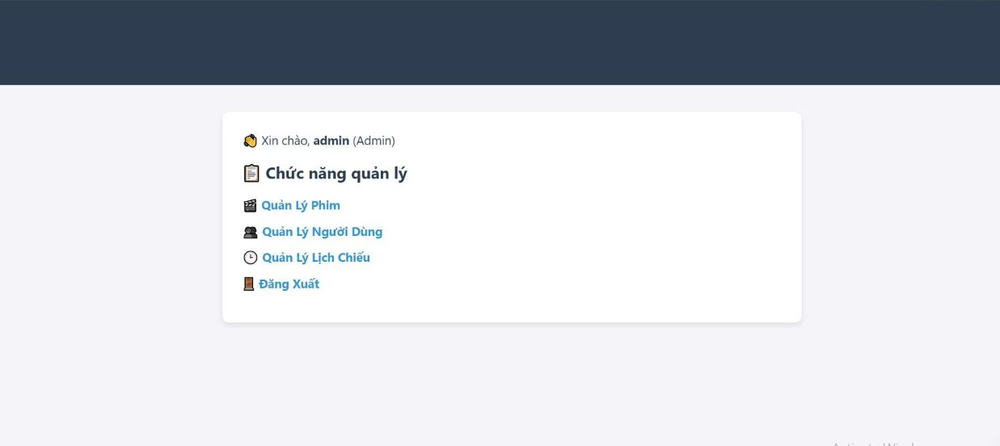 Xin chào, admin (Admin)
Chức năng quản lý
Quản Lý Phim
Quản Lý Người Dùng
Quản Lý Lịch Chiếu
Đăng Xuất